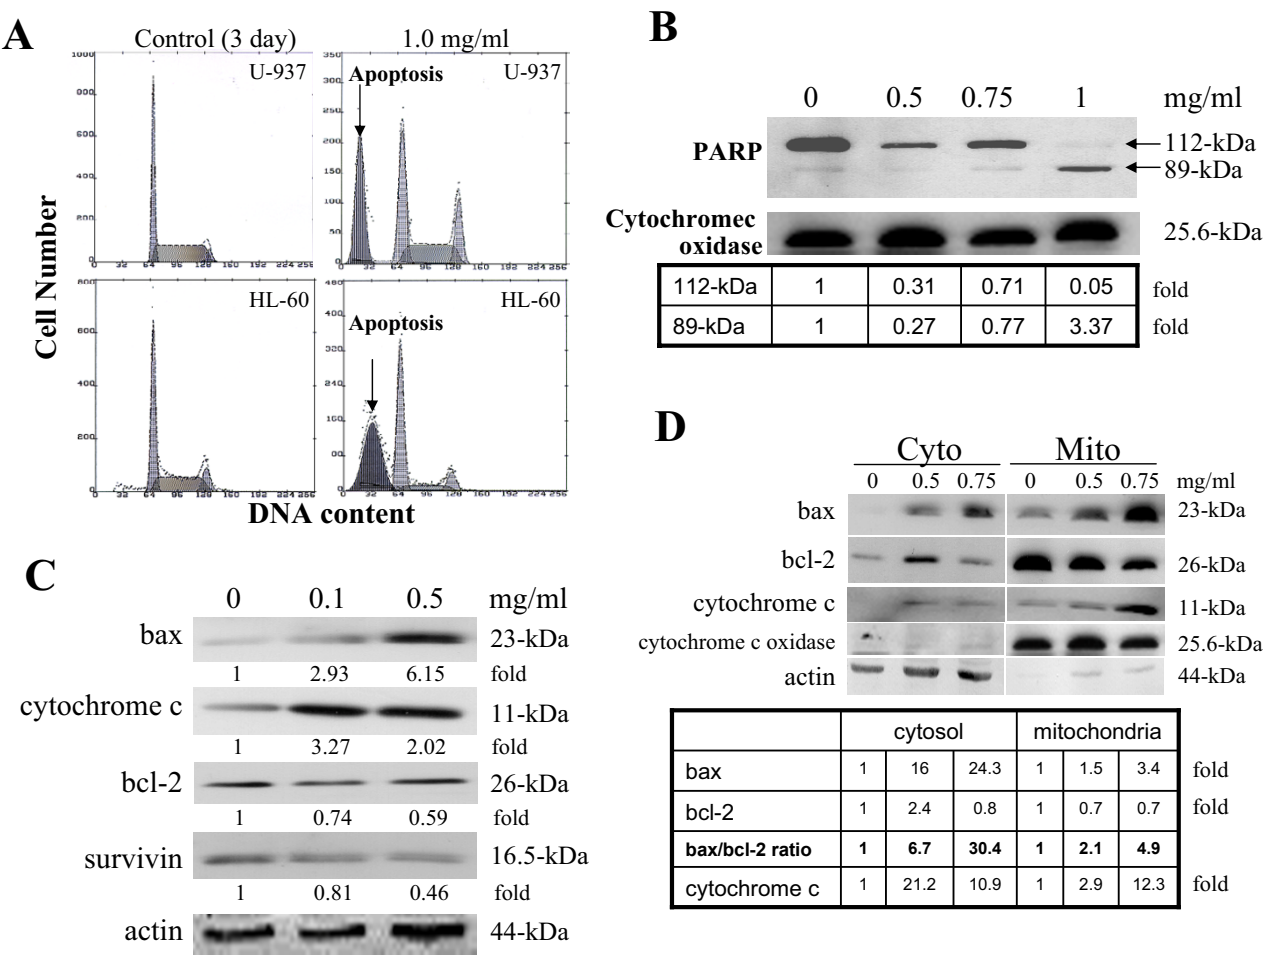 A
Control (3 day)
1.0 mg/ml
U-937
Apoptosis
U-937
HL-60
Apoptosis
HL-60
Cell Number
DNA content
B
0 0.5 0.75 1 mg/ml
PARP
112-kDa
89-kDa
Cytochromec
oxidase
25.6-kDa
112-kDa 1 0.31 0.71 0.05 fold
89-kDa 1 0.27 0.77 3.37 fold
C
0 0.1 0.5 mg/ml
bax 23-kDa
1 2.93 6.15 fold
cytochrome c 11-kDa
1 3.27 2.02 fold
bcl-2 26-kDa
1 0.74 0.59 fold
survivin 16.5-kDa
1 0.81 0.46 fold
actin 44-kDa
D
Cyto Mito
0 0.5 0.75 0 0.5 0.75 mg/ml
bax 23-kDa
bcl-2 26-kDa
cytochrome c 11-kDa
cytochrome c oxidase 25.6-kDa
actin 44-kDa
cytosol mitochondria
bax 1 16 24.3 1 1.5 3.4 fold
bcl-2 1 2.4 0.8 1 0.7 0.7 fold
bax/bcl-2 ratio 1 6.7 30.4 1 2.1 4.9
cytochrome c 1 21.2 10.9 1 2.9 12.3 fold